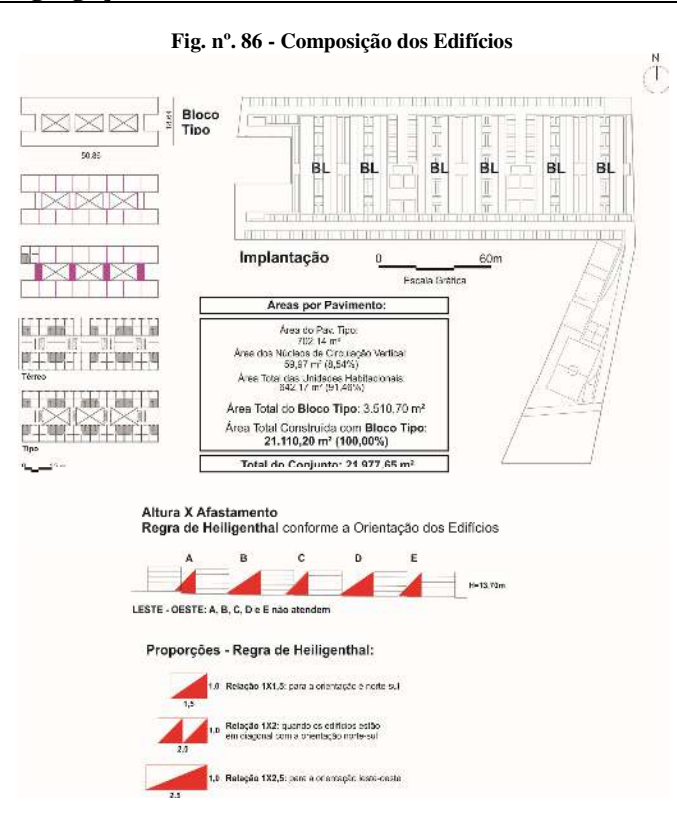 Fig. nº. 86 - Composição dos Edifícios
N
Bloco
Tipo
50.86
BL BL BL BL BL BL
Implantação
0 60m
Escala Gráfica
Térreo
Tipo
Areas por Pavimento:
Área do Pav. Tipo:
702,14 m²
Área dos Núcleos de Circulação Vertical:
59,97 m² (8,54%)
Área Total das Unidades Habitacionais:
642,17 m² (91,46%)
Área Total do Bloco Tipo: 3.510,70 m²
Área Total Construída com Bloco Tipo:
21.110,20 m² (100,00%)
Total do Conjunto: 21.977,65 m²
Altura X Afastamento
Regra de Heiligenthal conforme a Orientação dos Edifícios
A B C D E
H=13,70m
LESTE - OESTE: A, B, C, D e E não atendem
Proporções - Regra de Heiligenthal:
1,0 Relação 1X1,5: para a orientação é norte-sul
1,5
1,0 Relação 1X2: quando os edifícios estão
em diagonal com a orientação norte-sul
2,0
1,0 Relação 1X2,5: para a orientação leste-oeste
2,5